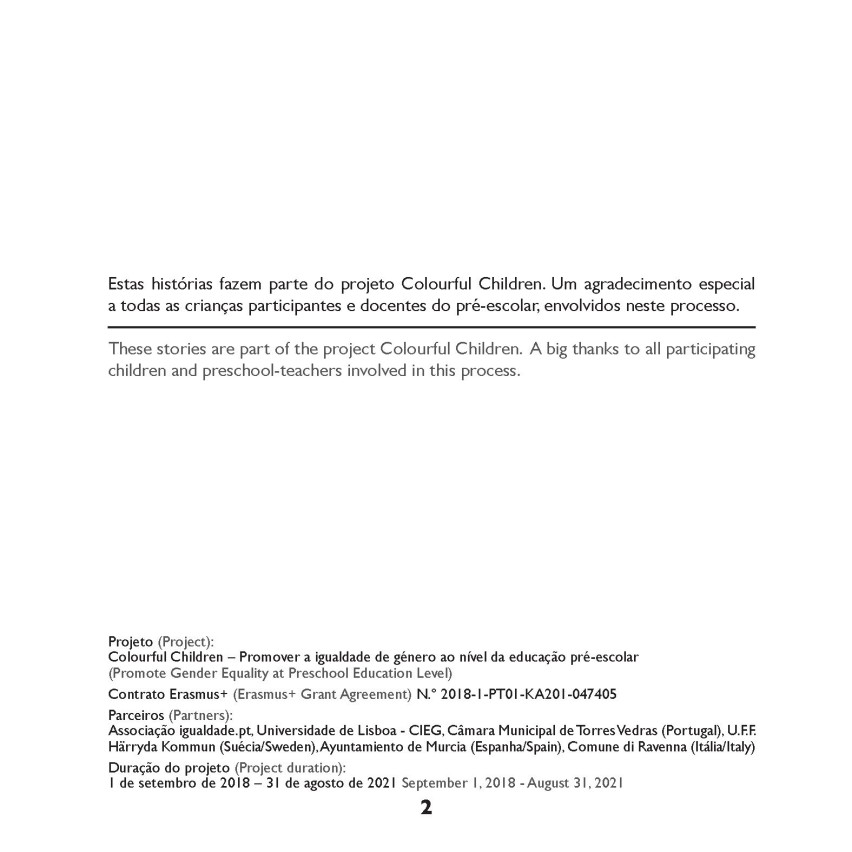 Estas histórias fazem parte do projeto Colourful Children. Um agradecimento especial
a todas as crianças participantes e docentes do pré-escolar, envolvidos neste processo.
These stories are part of the project Colourful Children. A big thanks to all participating
children and preschool-teachers involved in this process.
Projeto (Project):
Colourful Children – Promover a igualdade de género ao nível da educação pré-escolar
(Promote Gender Equality at Preschool Education Level)
Contrato Erasmus+ (Erasmus+ Grant Agreement) N.º 2018-1-PT01-KA201-047405
Parceiros (Partners):
Associação igualdade.pt, Universidade de Lisboa - CIEG, Câmara Municipal de Torres Vedras (Portugal), U.F.F.
Härryda Kommun (Suécia/Sweden), Ayuntamiento de Murcia (Espanha/Spain), Comune di Ravenna (Itália/Italy)
Duração do projeto (Project duration):
1 de setembro de 2018 – 31 de agosto de 2021 September 1, 2018 - August 31, 2021
2